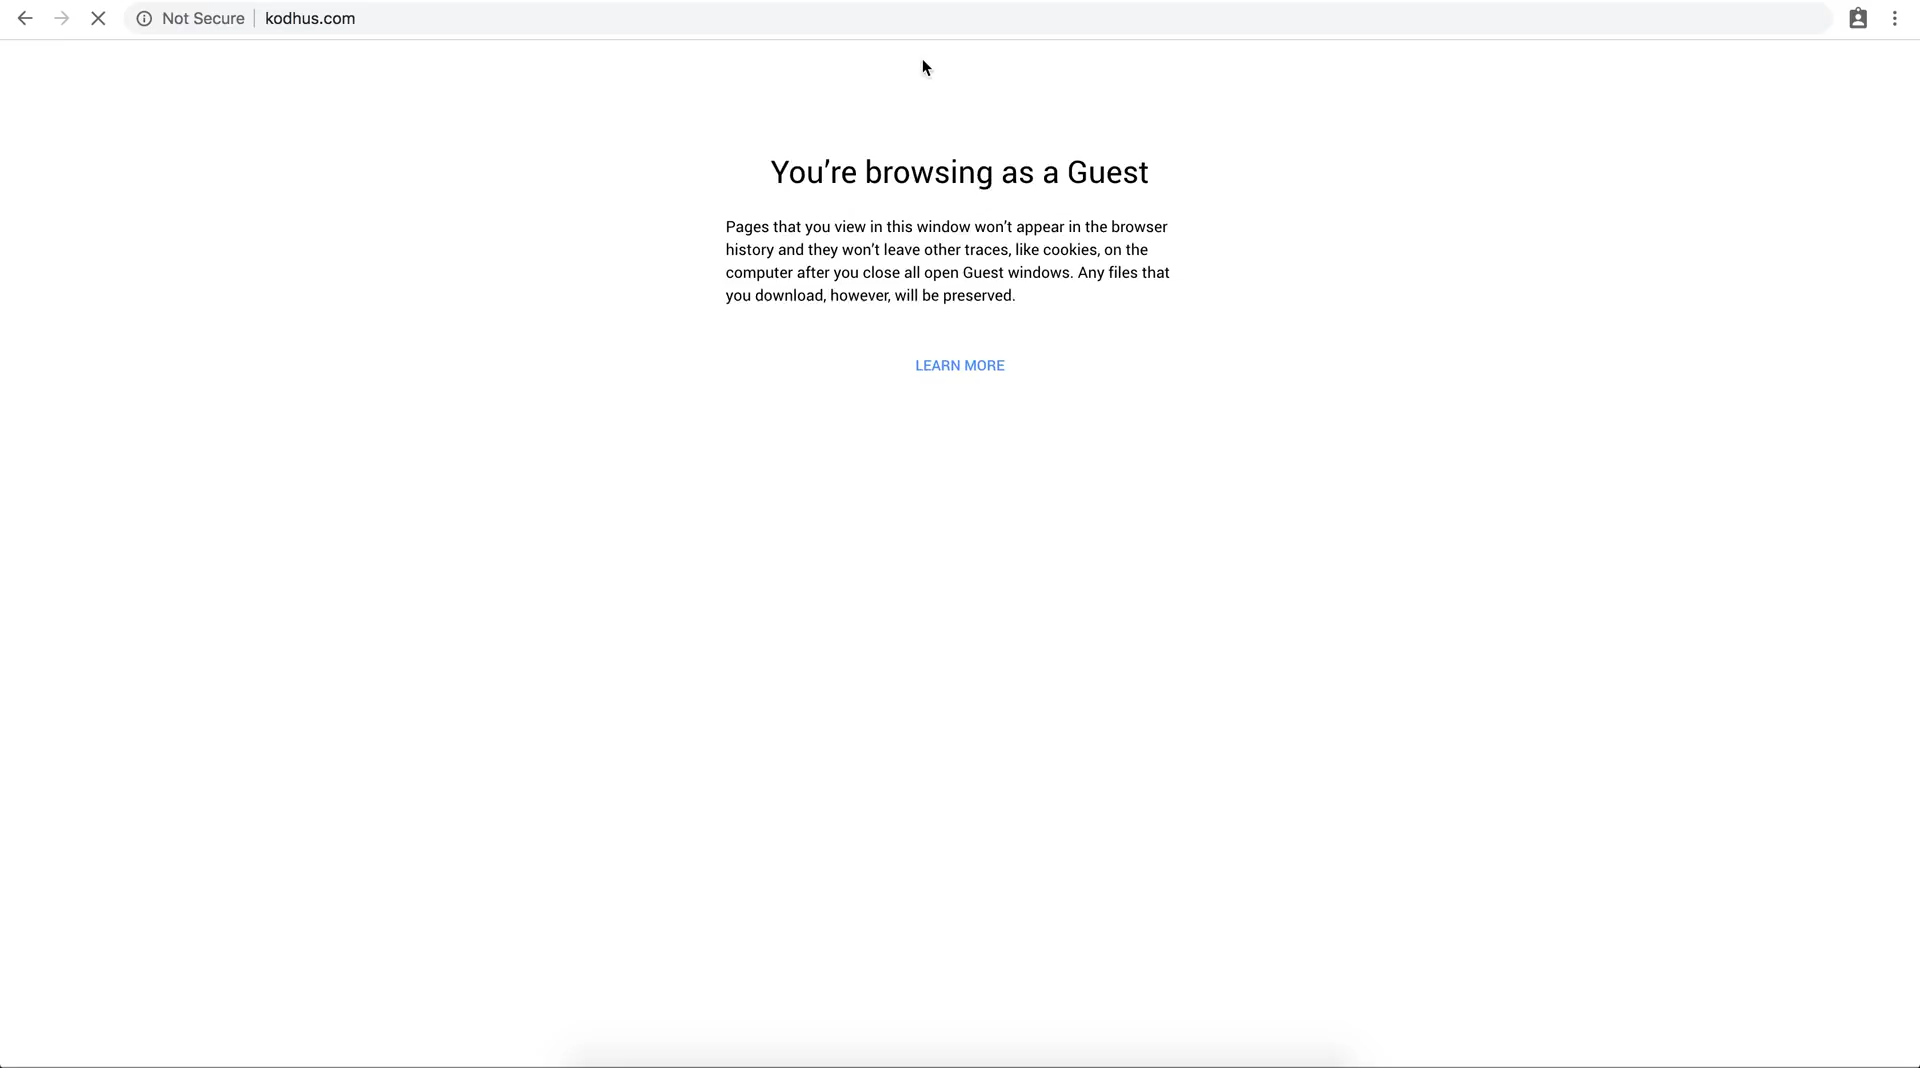 Not Secure kodhus.com
You’re browsing as a Guest
Pages that you view in this window won’t appear in the browser
history and they won’t leave other traces, like cookies, on the
computer after you close all open Guest windows. Any files that
you download, however, will be preserved.
LEARN MORE